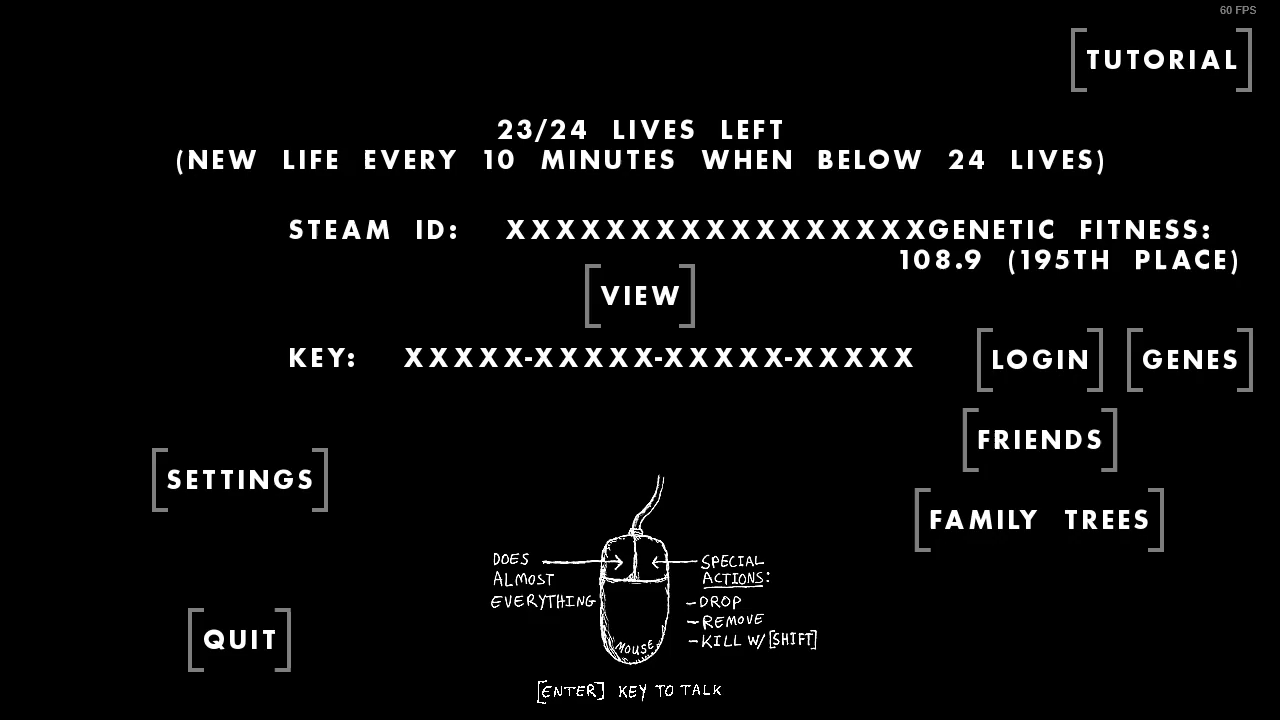 60 FPS
TUTORIAL
23/24 LIVES LEFT
(NEW LIFE EVERY 10 MINUTES WHEN BELOW 24 LIVES)
STEAM ID: XXXXXXXXXXXXXXXXX
GENETIC FITNESS:
108.9 (195TH PLACE)
VIEW
KEY: XXXXX-XXXXX-XXXXX-XXXXX
LOGIN
GENES
FRIENDS
SETTINGS
FAMILY TREES
DOES
ALMOST
EVERYTHING
SPECIAL
ACTIONS:
-DROP
-REMOVE
-KILL W/[SHIFT]
MOUSE
QUIT
[ENTER] KEY TO TALK